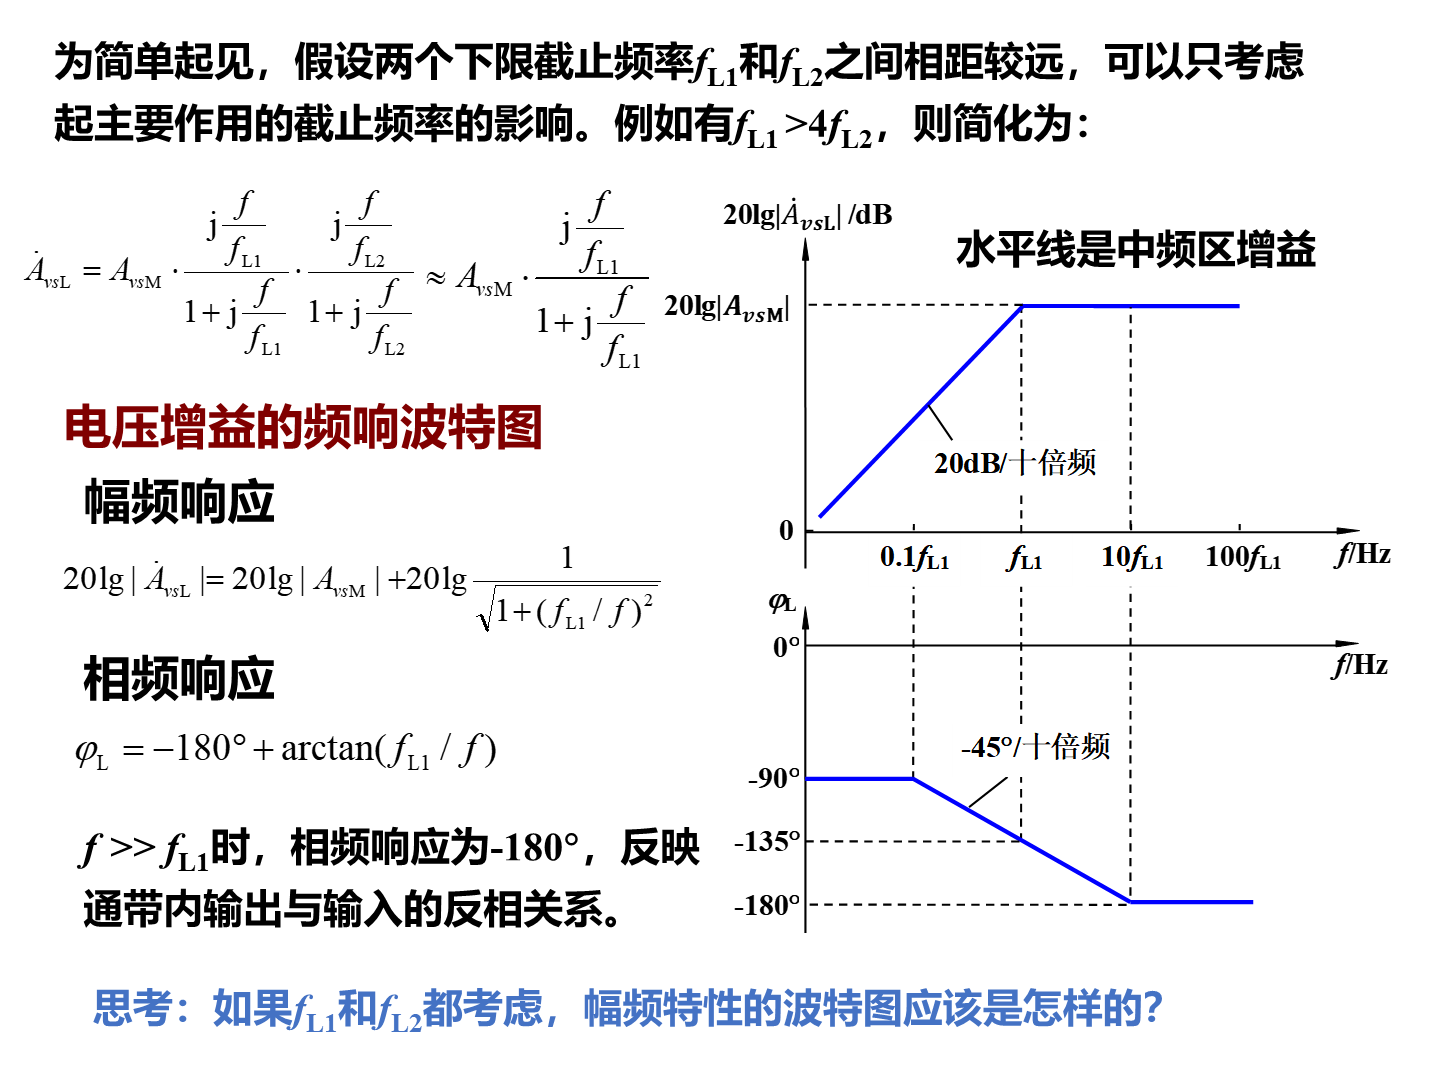 为简单起见，假设两个下限截止频率fL1和fL2之间相距较远，可以只考虑
起主要作用的截止频率的影响。例如有fL1 >4fL2，则简化为：
ȦvsL = AvsM · (j f/fL1)/(1+ j f/fL1) · (j f/fL2)/(1+ j f/fL2) ≈ AvsM · (j f/fL1)/(1+ j f/fL1)
电压增益的频响波特图
幅频响应
20lg | ȦvsL |= 20lg | AvsM | +20lg 1/√(1+(fL1 / f)²)
相频响应
φL = −180°+arctan(fL1 / f)
f >> fL1时，相频响应为-180°，反映
通带内输出与输入的反相关系。
20lg|ȦvsL| /dB
水平线是中频区增益
20lg|AvsM|
20dB/十倍频
0
0.1fL1 fL1 10fL1 100fL1 f/Hz
φL
0°
f/Hz
-45°/十倍频
-90°
-135°
-180°
思考：如果fL1和fL2都考虑，幅频特性的波特图应该是怎样的？